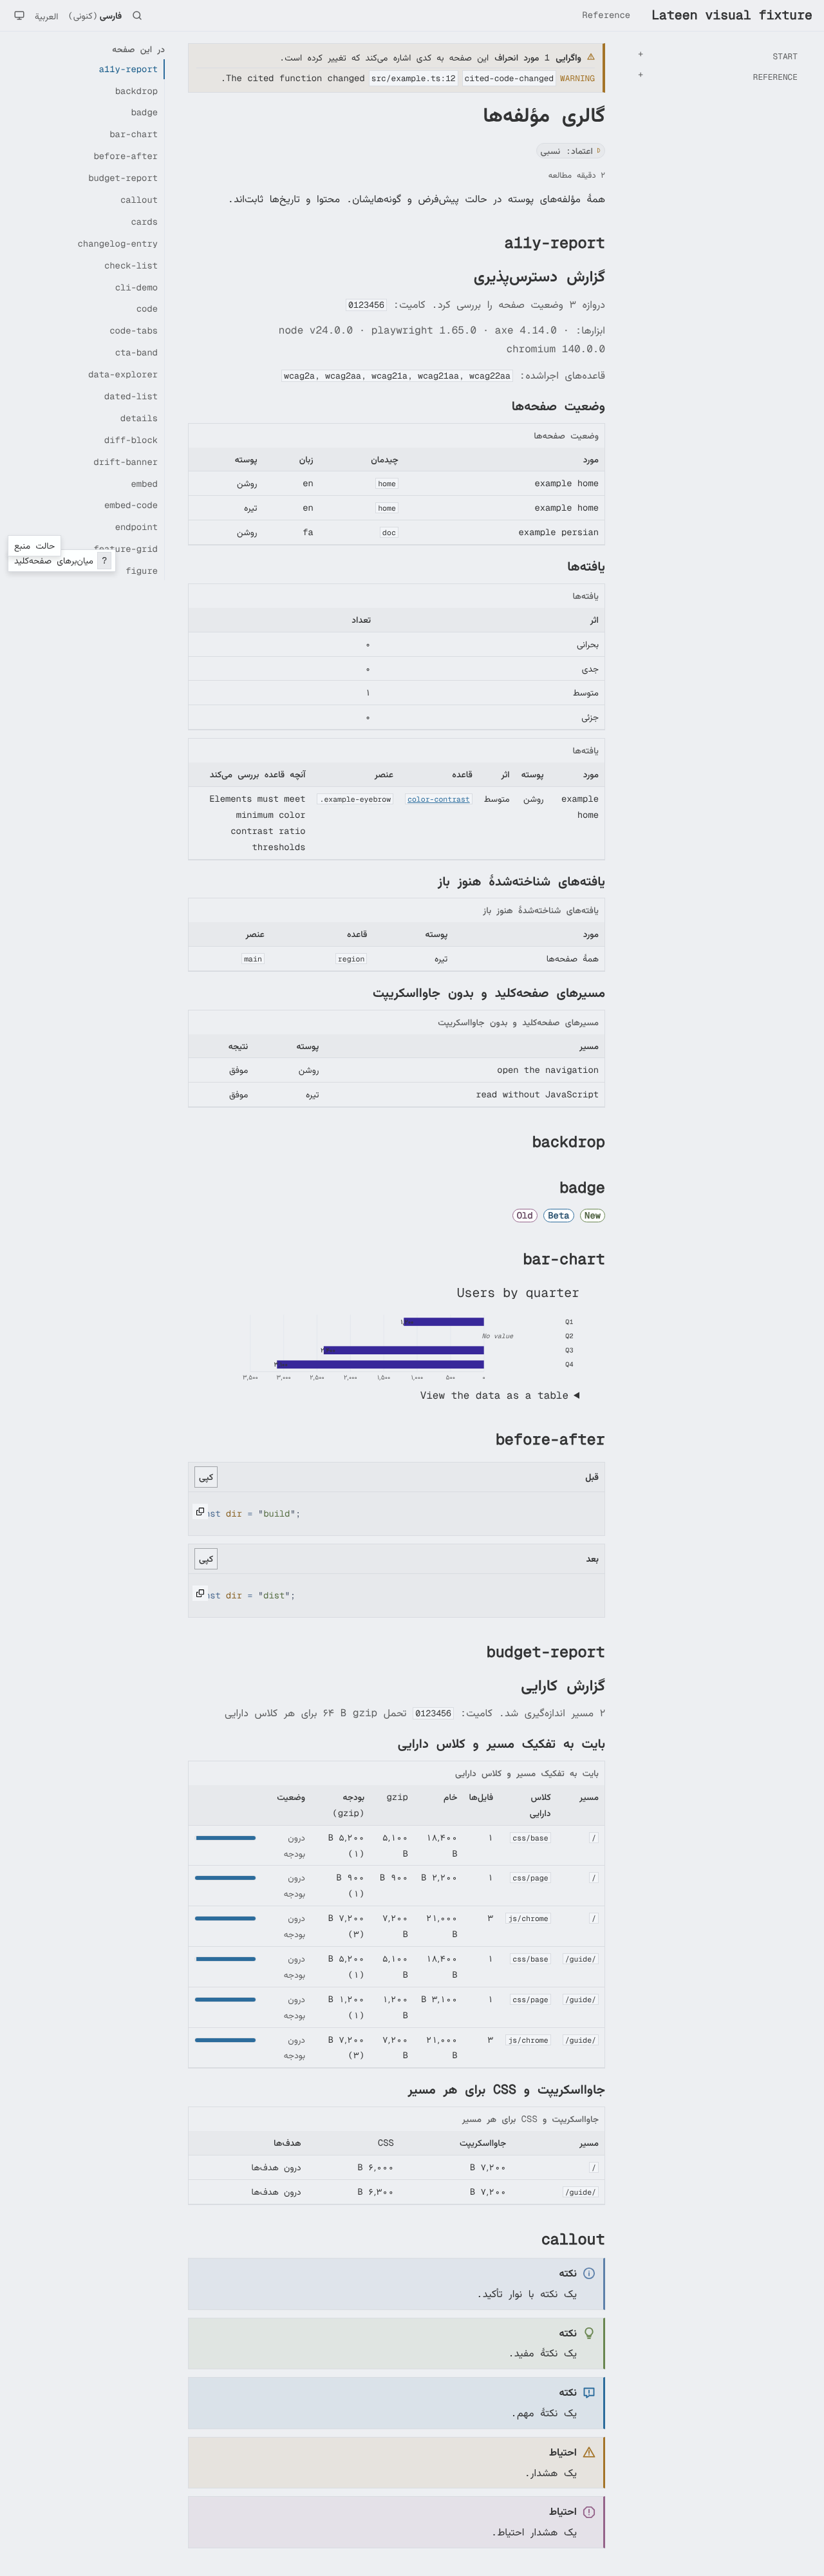 Lateen visual fixture
Reference
فارسی (کنونی)
العربية
START
+
REFERENCE
+
در این صفحه
a11y-report
backdrop
badge
bar-chart
before-after
budget-report
callout
cards
changelog-entry
check-list
cli-demo
code
code-tabs
cta-band
data-explorer
dated-list
details
diff-block
drift-banner
embed
embed-code
endpoint
feature-grid
figure
حالت منبع
میان‌برهای صفحه‌کلید ?
واگرایی 1 مورد انحراف این صفحه به کدی اشاره می‌کند که تغییر کرده است.
WARNING cited-code-changed src/example.ts:12 The cited function changed.
گالری مؤلفه‌ها
اعتماد: نسبی
۲ دقیقه مطالعه
همهٔ مؤلفه‌های پوسته در حالت پیش‌فرض و گونه‌هایشان. محتوا و تاریخ‌ها ثابت‌اند.
a11y-report
گزارش دسترس‌پذیری
دروازه ۳ وضعیت صفحه را بررسی کرد. کامیت: 0123456
ابزارها: node v24.0.0 · playwright 1.65.0 · axe 4.14.0 ·
chromium 140.0.0
قاعده‌های اجراشده: wcag2a, wcag2aa, wcag21a, wcag21aa, wcag22aa
وضعیت صفحه‌ها
وضعیت صفحه‌ها
مورد چیدمان زبان پوسته
example home home en روشن
example home home en تیره
example persian doc fa روشن
یافته‌ها
یافته‌ها
اثر تعداد
بحرانی ۰
جدی ۰
متوسط ۱
جزئی ۰
یافته‌ها
مورد پوسته اثر قاعده عنصر آنچه قاعده بررسی می‌کند
example home روشن متوسط color-contrast .example-eyebrow Elements must meet
minimum color
contrast ratio
thresholds
یافته‌های شناخته‌شدهٔ هنوز باز
یافته‌های شناخته‌شدهٔ هنوز باز
مورد پوسته قاعده عنصر
همهٔ صفحه‌ها تیره region main
مسیرهای صفحه‌کلید و بدون جاوااسکریپت
مسیرهای صفحه‌کلید و بدون جاوااسکریپت
مسیر پوسته نتیجه
open the navigation روشن موفق
read without JavaScript تیره موفق
backdrop
badge
New Beta Old
bar-chart
Users by quarter
Q1
Q2 No value
Q3
Q4
۰ ۵۰۰ ۱,۰۰۰ ۱,۵۰۰ ۲,۰۰۰ ۲,۵۰۰ ۳,۰۰۰ ۳,۵۰۰
View the data as a table
before-after
قبل کپی
dir = "build";
بعد کپی
dir = "dist";
budget-report
گزارش کارایی
۲ مسیر اندازه‌گیری شد. کامیت: 0123456 تحمل ۶۴ B gzip برای هر کلاس دارایی
بایت به تفکیک مسیر و کلاس دارایی
بایت به تفکیک مسیر و کلاس دارایی
مسیر کلاس دارایی فایل‌ها خام gzip بودجه (gzip) وضعیت
/ css/base ۱ ۱۸,۴۰۰ B ۵,۱۰۰ B ۵,۲۰۰ B (۱) درون بودجه
/ css/page ۱ ۲,۲۰۰ B ۹۰۰ B ۹۰۰ B (۱) درون بودجه
/ js/chrome ۳ ۲۱,۰۰۰ B ۷,۲۰۰ B ۷,۲۰۰ B (۳) درون بودجه
/guide/ css/base ۱ ۱۸,۴۰۰ B ۵,۱۰۰ B ۵,۲۰۰ B (۱) درون بودجه
/guide/ css/page ۱ ۳,۱۰۰ B ۱,۲۰۰ B ۱,۲۰۰ B (۱) درون بودجه
/guide/ js/chrome ۳ ۲۱,۰۰۰ B ۷,۲۰۰ B ۷,۲۰۰ B (۳) درون بودجه
جاوااسکریپت و CSS برای هر مسیر
جاوااسکریپت و CSS برای هر مسیر
مسیر جاوااسکریپت CSS هدف‌ها
/ ۷,۲۰۰ B ۶,۰۰۰ B درون هدف‌ها
/guide/ ۷,۲۰۰ B ۶,۳۰۰ B درون هدف‌ها
callout
نکته
یک نکته با نوار تأکید.
نکته
یک نکتهٔ مفید.
نکته
یک نکتهٔ مهم.
احتیاط
یک هشدار.
احتیاط
یک هشدار احتیاط.